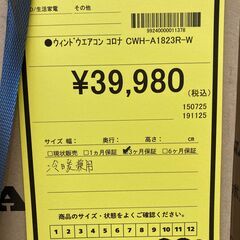 D/生活家電 その他
99240000011378
●ウィンドウエアコン コロナ CWH-A1823R-W
¥39,980
(税込)
150725
191125
サイズ 幅: 奥行: 高さ: cm
□現状販売 □1ヵ月保証 ☑3ヶ月保証 □6ヶ月保証
冷暖兼用
商品のサイズ・状態をよくご確認ください。
1 2 3 4 5 6 7 8 9 10 11 12